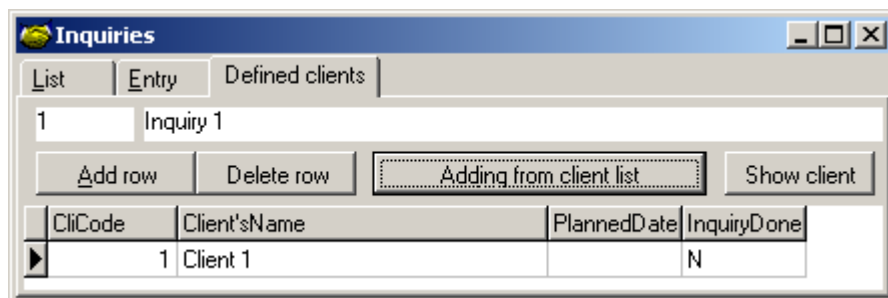 Inquiries
List Entry Defined clients
1 Inquiry 1
Add row Delete row Adding from client list Show client
CliCode Client'sName PlannedDate InquiryDone
1 Client 1 N